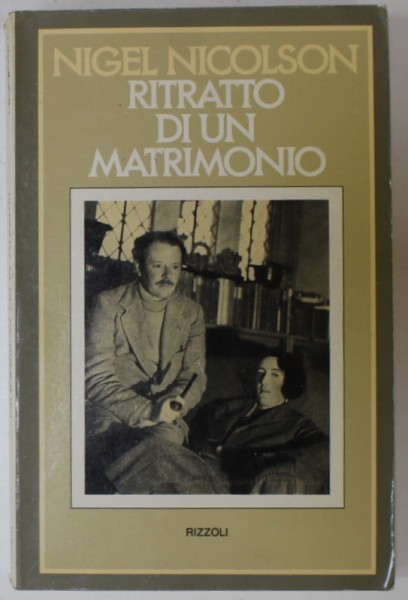 NIGEL NICOLSON
RITRATTO
DI UN
MATRIMONIO
RIZZOLI